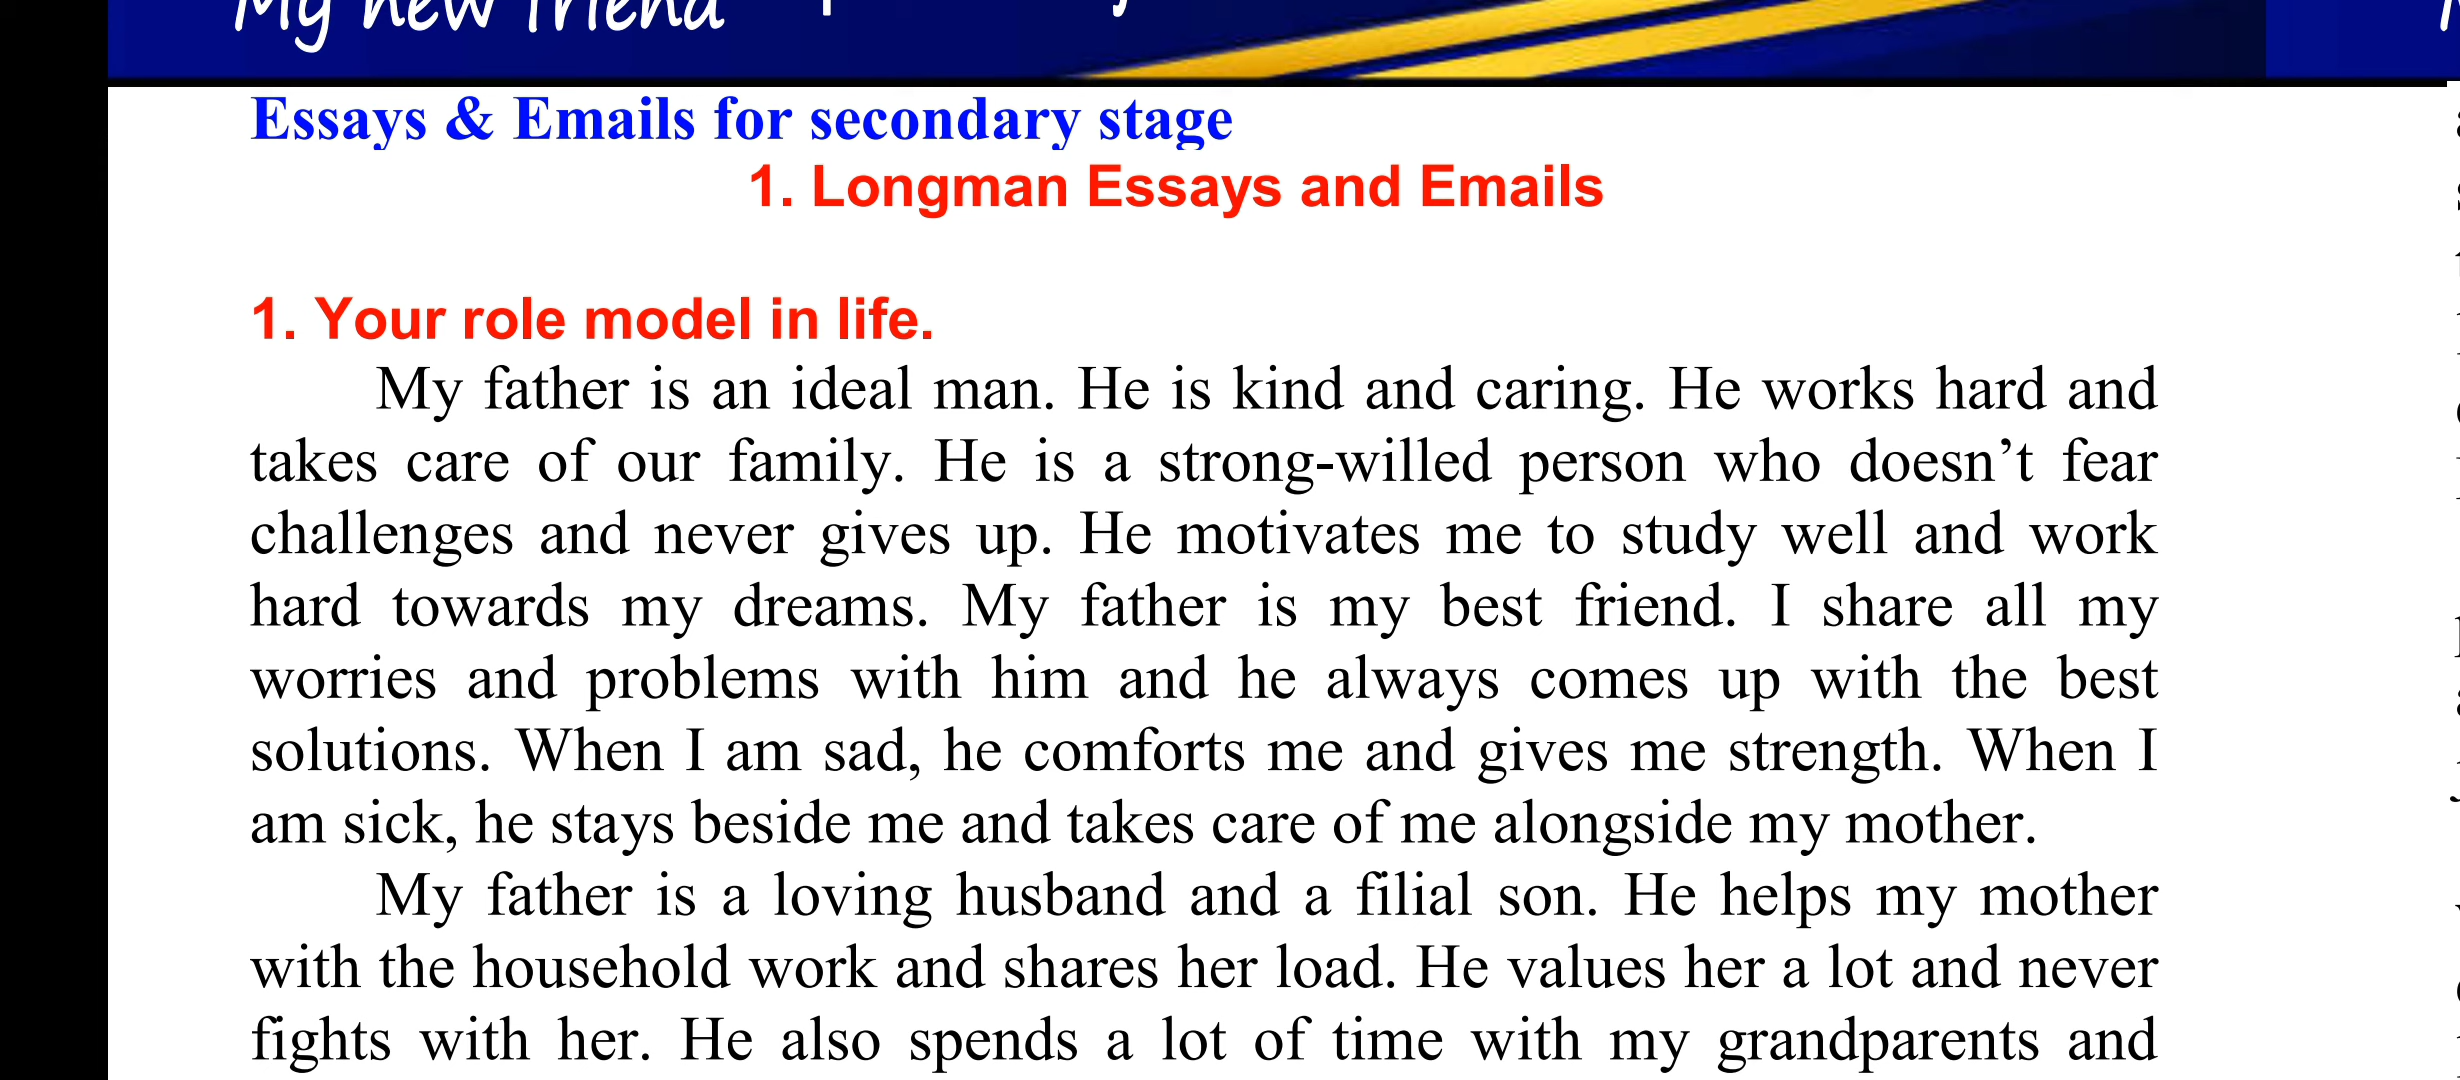 My new friend
Essays & Emails for secondary stage
1. Longman Essays and Emails
1. Your role model in life.
My father is an ideal man. He is kind and caring. He works hard and
takes care of our family. He is a strong-willed person who doesn’t fear
challenges and never gives up. He motivates me to study well and work
hard towards my dreams. My father is my best friend. I share all my
worries and problems with him and he always comes up with the best
solutions. When I am sad, he comforts me and gives me strength. When I
am sick, he stays beside me and takes care of me alongside my mother.
My father is a loving husband and a filial son. He helps my mother
with the household work and shares her load. He values her a lot and never
fights with her. He also spends a lot of time with my grandparents and